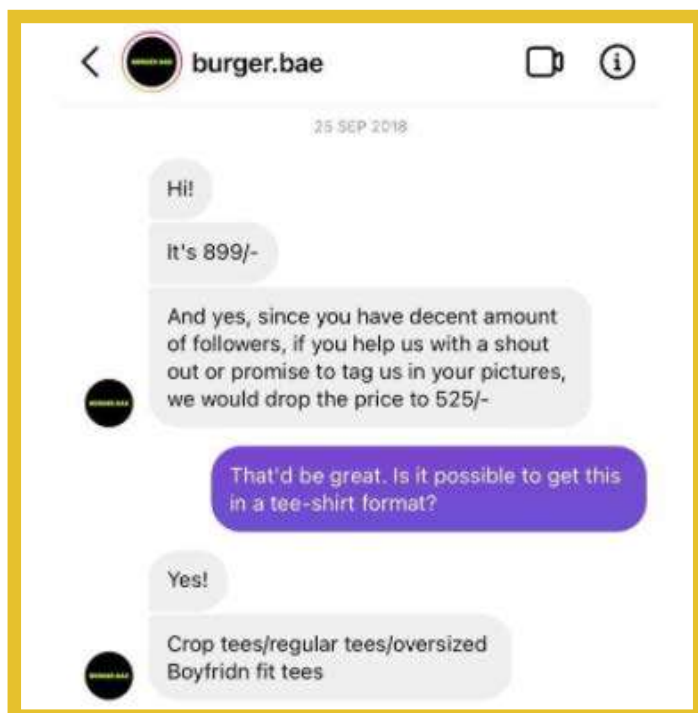 burger.bae
25 SEP 2018
Hi!
It's 899/-
And yes, since you have decent amount
of followers, if you help us with a shout
out or promise to tag us in your pictures,
we would drop the price to 525/-
That'd be great. Is it possible to get this
in a tee-shirt format?
Yes!
Crop tees/regular tees/oversized
Boyfridn fit tees